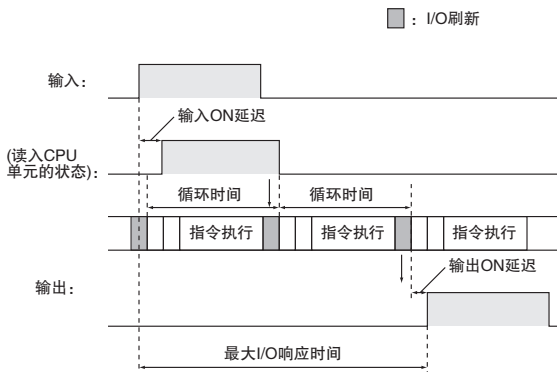 ：I/O刷新
输入：
输入ON延迟
(读入CPU
单元的状态)：
循环时间 循环时间
指令执行 指令执行 指令执行
输出ON延迟
输出：
最大I/O响应时间